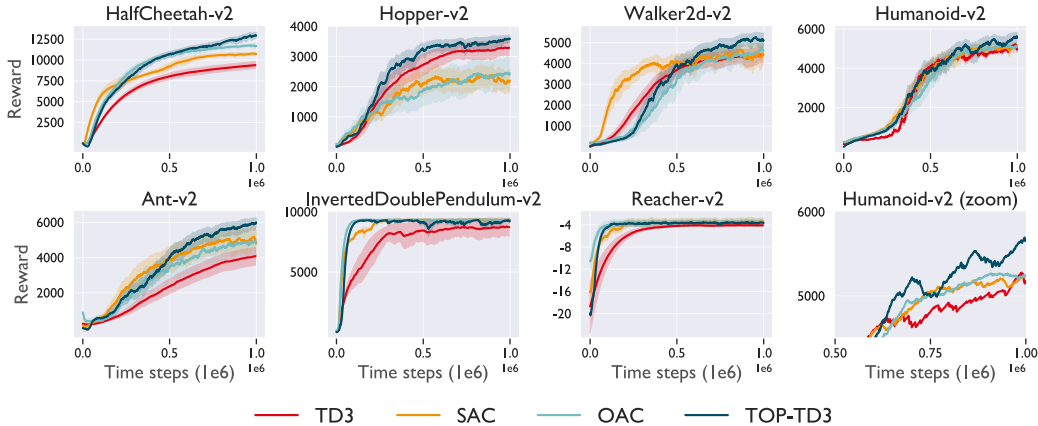 HalfCheetah-v2 Hopper-v2 Walker2d-v2 Humanoid-v2
Reward
12500
10000
7500
5000
2500
0.0 0.5 1.0
1e6
4000
3000
2000
1000
0.0 0.5 1.0
1e6
5000
4000
3000
2000
1000
0.0 0.5 1.0
1e6
6000
4000
2000
0.0 0.5 1.0
1e6
Ant-v2 InvertedDoublePendulum-v2 Reacher-v2 Humanoid-v2 (zoom)
Reward
6000
4000
2000
0.0 0.5 1.0
1e6
Time steps (1e6)
10000
5000
0.0 0.5 1.0
1e6
Time steps (1e6)
-4
-8
-12
-16
-20
0.0 0.5 1.0
1e6
Time steps (1e6)
6000
5000
0.50 0.75 1.00
1e6
Time steps (1e6)
TD3 SAC OAC TOP-TD3